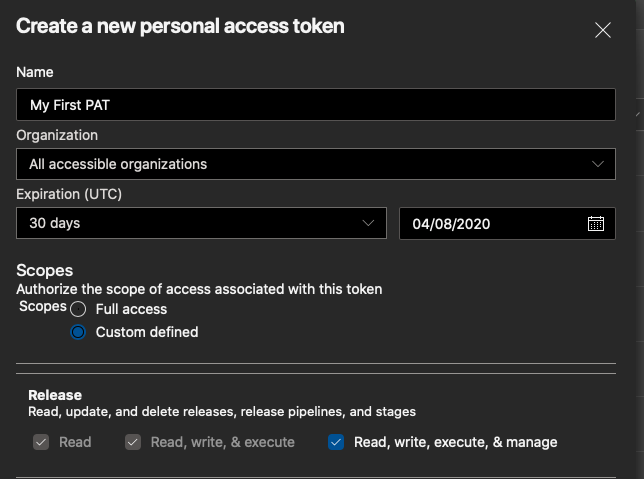 Create a new personal access token
Name
My First PAT
Organization
All accessible organizations
Expiration (UTC)
30 days 04/08/2020
Scopes
Authorize the scope of access associated with this token
Scopes Full access
Custom defined
Release
Read, update, and delete releases, release pipelines, and stages
Read Read, write, & execute Read, write, execute, & manage